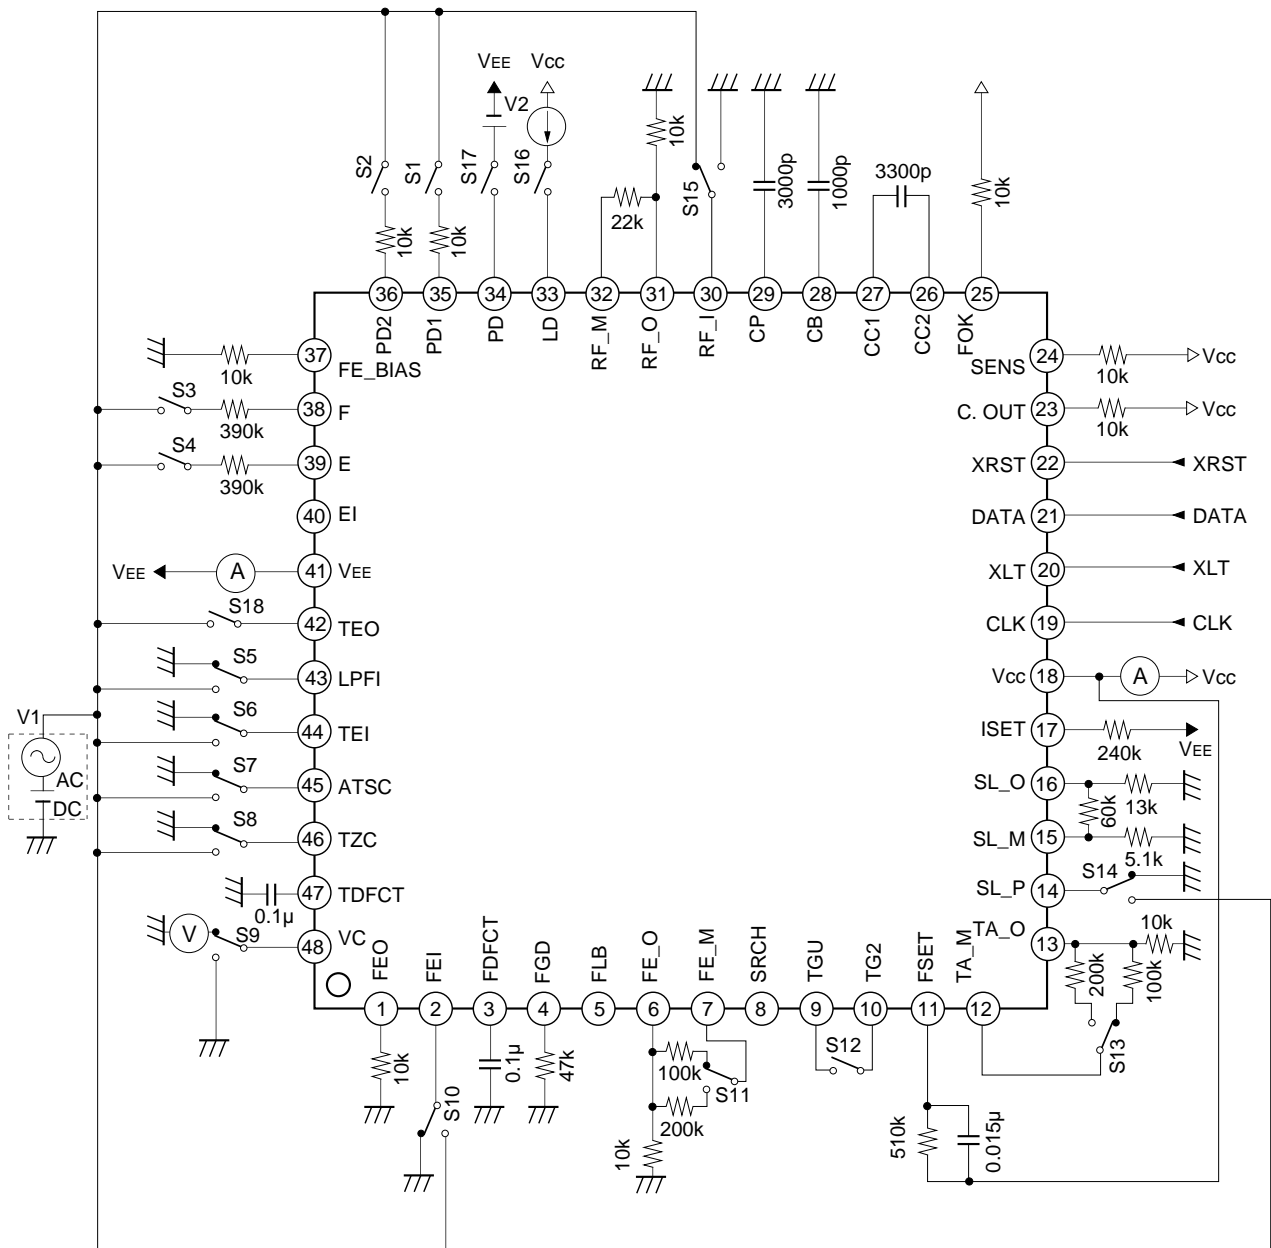 VEE
Vcc
V2
S2
S1
S17
S16
10k
S15
3000p
1000p
3300p
10k
22k
10k
10k
36
35
34
33
32
31
30
29
28
27
26
25
PD2
PD1
PD
LD
RF_M
RF_O
RF_I
CP
CB
CC1
CC2
FOK
37
FE_BIAS
10k
S3
38
F
390k
S4
39
E
390k
40
EI
VEE
A
41
VEE
S18
42
TEO
S5
43
LPFI
V1
S6
44
TEI
AC
DC
S7
45
ATSC
S8
46
TZC
47
TDFCT
0.1µ
V
S9
48
VC
24
SENS
10k
Vcc
23
C. OUT
10k
Vcc
XRST
22
XRST
DATA
21
DATA
XLT
20
XLT
CLK
19
CLK
Vcc
18
A
Vcc
ISET
17
240k
VEE
SL_O
16
13k
60k
SL_M
15
5.1k
S14
SL_P
14
TA_O
13
10k
200k
100k
S13
FEO
FEI
FDFCT
FGD
FLB
FE_O
FE_M
SRCH
TGU
TG2
FSET
TA_M
1
2
3
4
5
6
7
8
9
10
11
12
10k
S10
0.1µ
47k
100k
S11
200k
10k
S12
510k
0.015µ